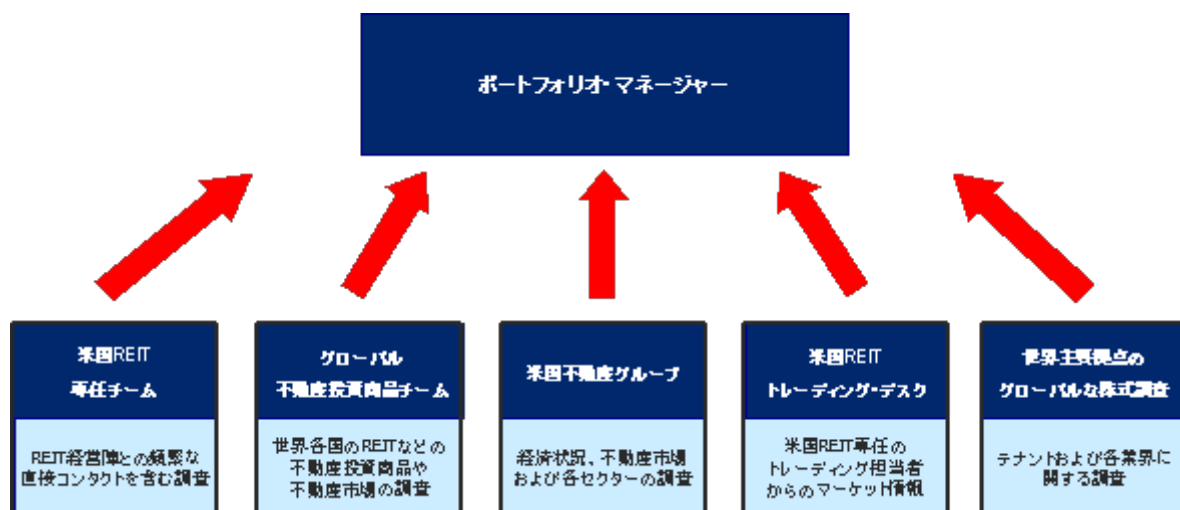 ポートフォリオ・マネージャー
米国REIT
専任チーム
グローバル
不動産投資商品チーム
米国不動産グループ
米国REIT
トレーディング・デスク
世界主要拠点の
グローバルな株式調査
REIT経営陣との頻繁な
直接コンタクトを含む調査
世界各国のREITなどの
不動産投資商品や
不動産市場の調査
経済状況、不動産市場
および各セクターの調査
米国REIT専任の
トレーディング担当者
からのマーケット情報
テナントおよび各業界に
関する調査